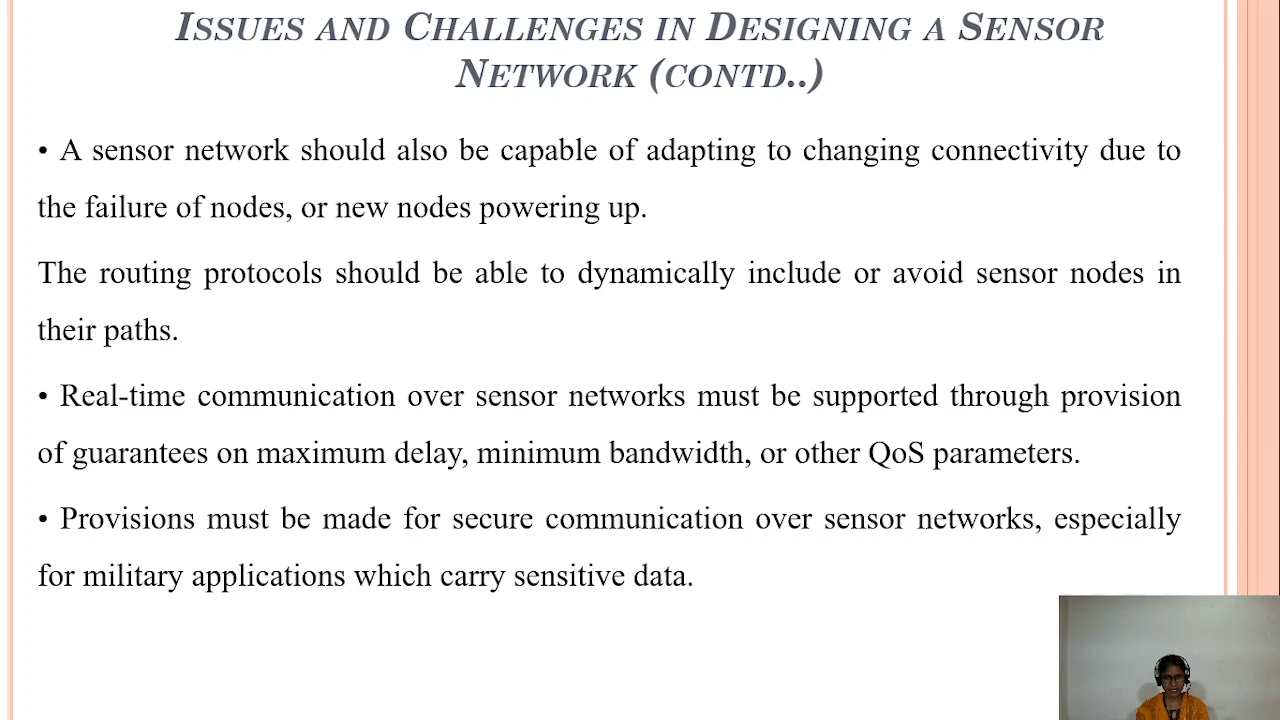 ISSUES AND CHALLENGES IN DESIGNING A SENSOR
NETWORK (CONTD..)
• A sensor network should also be capable of adapting to changing connectivity due to
the failure of nodes, or new nodes powering up.
The routing protocols should be able to dynamically include or avoid sensor nodes in
their paths.
• Real-time communication over sensor networks must be supported through provision
of guarantees on maximum delay, minimum bandwidth, or other QoS parameters.
• Provisions must be made for secure communication over sensor networks, especially
for military applications which carry sensitive data.